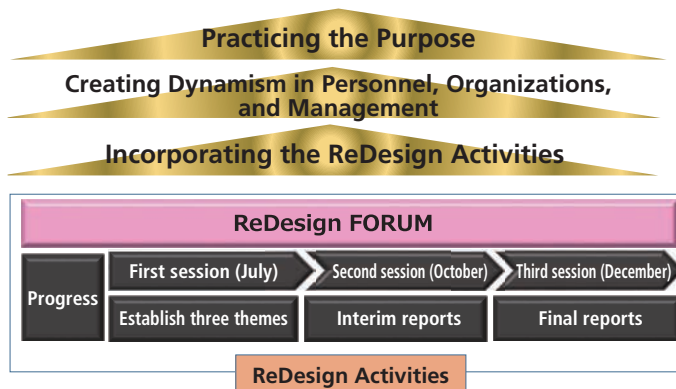 Practicing the Purpose
Creating Dynamism in Personnel, Organizations,
and Management
Incorporating the ReDesign Activities
ReDesign FORUM
Progress
First session (July)
Second session (October)
Third session (December)
Establish three themes
Interim reports
Final reports
ReDesign Activities